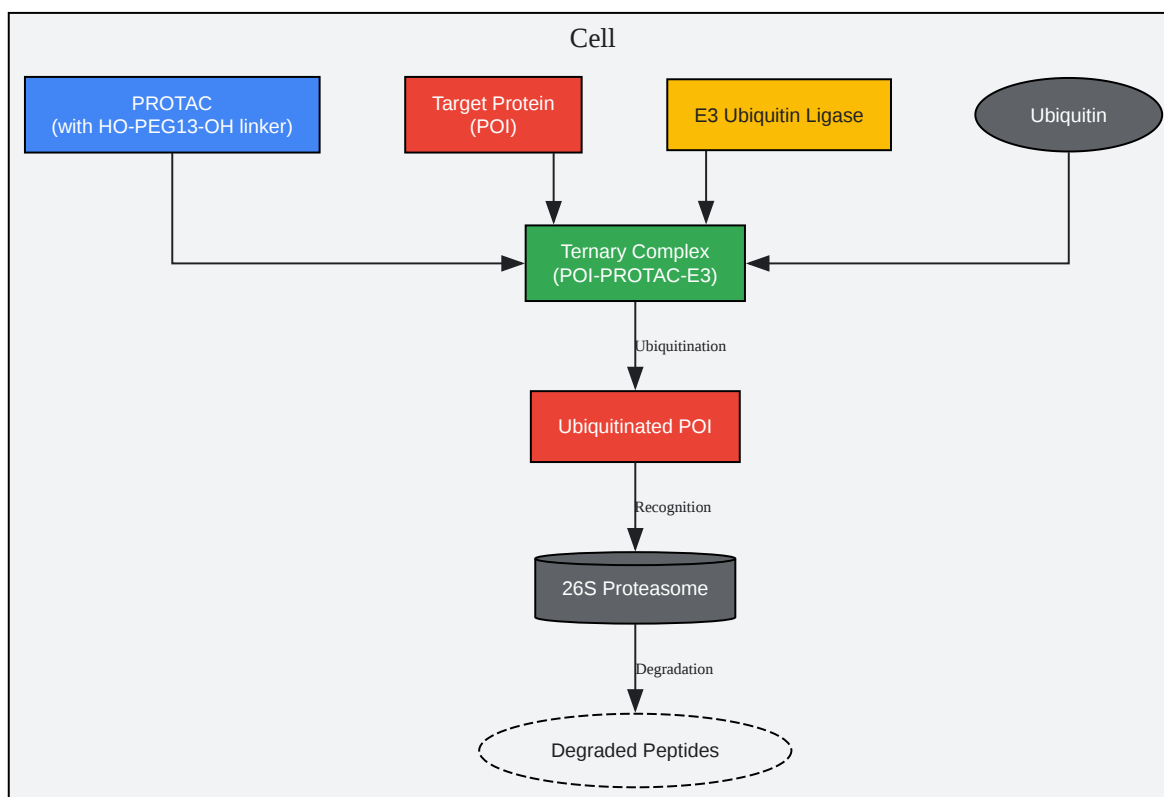 Cell
PROTAC
(with HO-PEG13-OH linker)
Target Protein
(POI)
E3 Ubiquitin Ligase
Ubiquitin
Ternary Complex
(POI-PROTAC-E3)
Ubiquitination
Ubiquitinated POI
Recognition
26S Proteasome
Degradation
Degraded Peptides